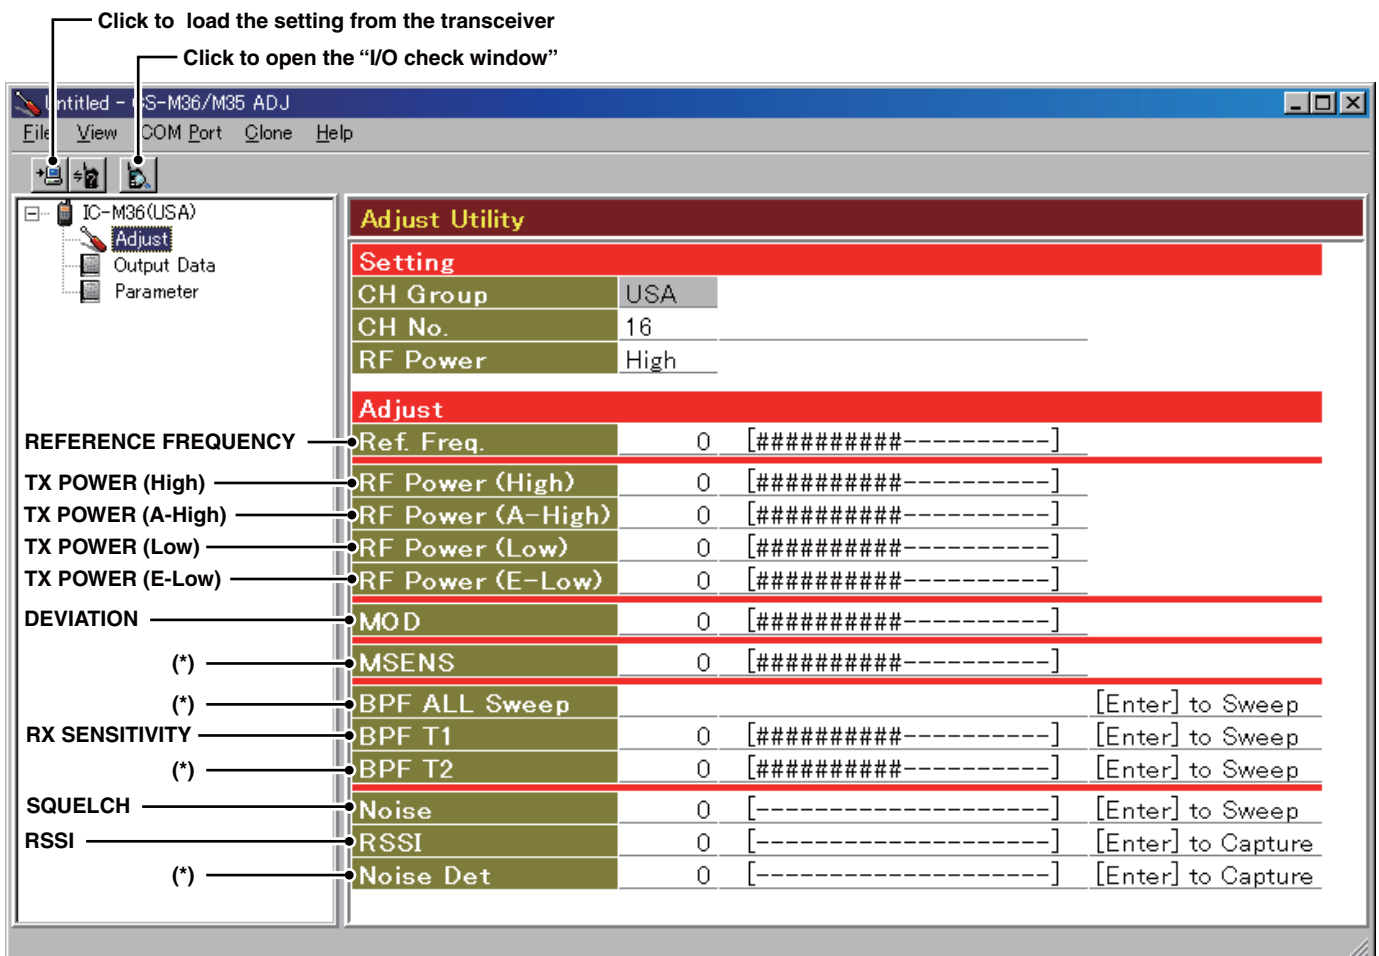 Click to load the setting from the transceiver
Click to open the “I/O check window”
Untitled - CS-M36/M35 ADJ
File View COM Port Clone Help
IC-M36(USA)
Adjust
Output Data
Parameter
Adjust Utility
Setting
CH Group USA
CH No. 16
RF Power High
Adjust
REFERENCE FREQUENCY Ref. Freq. 0 [##########----------]
TX POWER (High) RF Power (High) 0 [##########----------]
TX POWER (A-High) RF Power (A-High) 0 [##########----------]
TX POWER (Low) RF Power (Low) 0 [##########----------]
TX POWER (E-Low) RF Power (E-Low) 0 [##########----------]
DEVIATION MOD 0 [##########----------]
(*) MSENS 0 [##########----------]
(*) BPF ALL Sweep [Enter] to Sweep
RX SENSITIVITY BPF T1 0 [##########----------] [Enter] to Sweep
(*) BPF T2 0 [##########----------] [Enter] to Sweep
SQUELCH Noise 0 [--------------------] [Enter] to Sweep
RSSI RSSI 0 [--------------------] [Enter] to Capture
(*) Noise Det 0 [--------------------] [Enter] to Capture